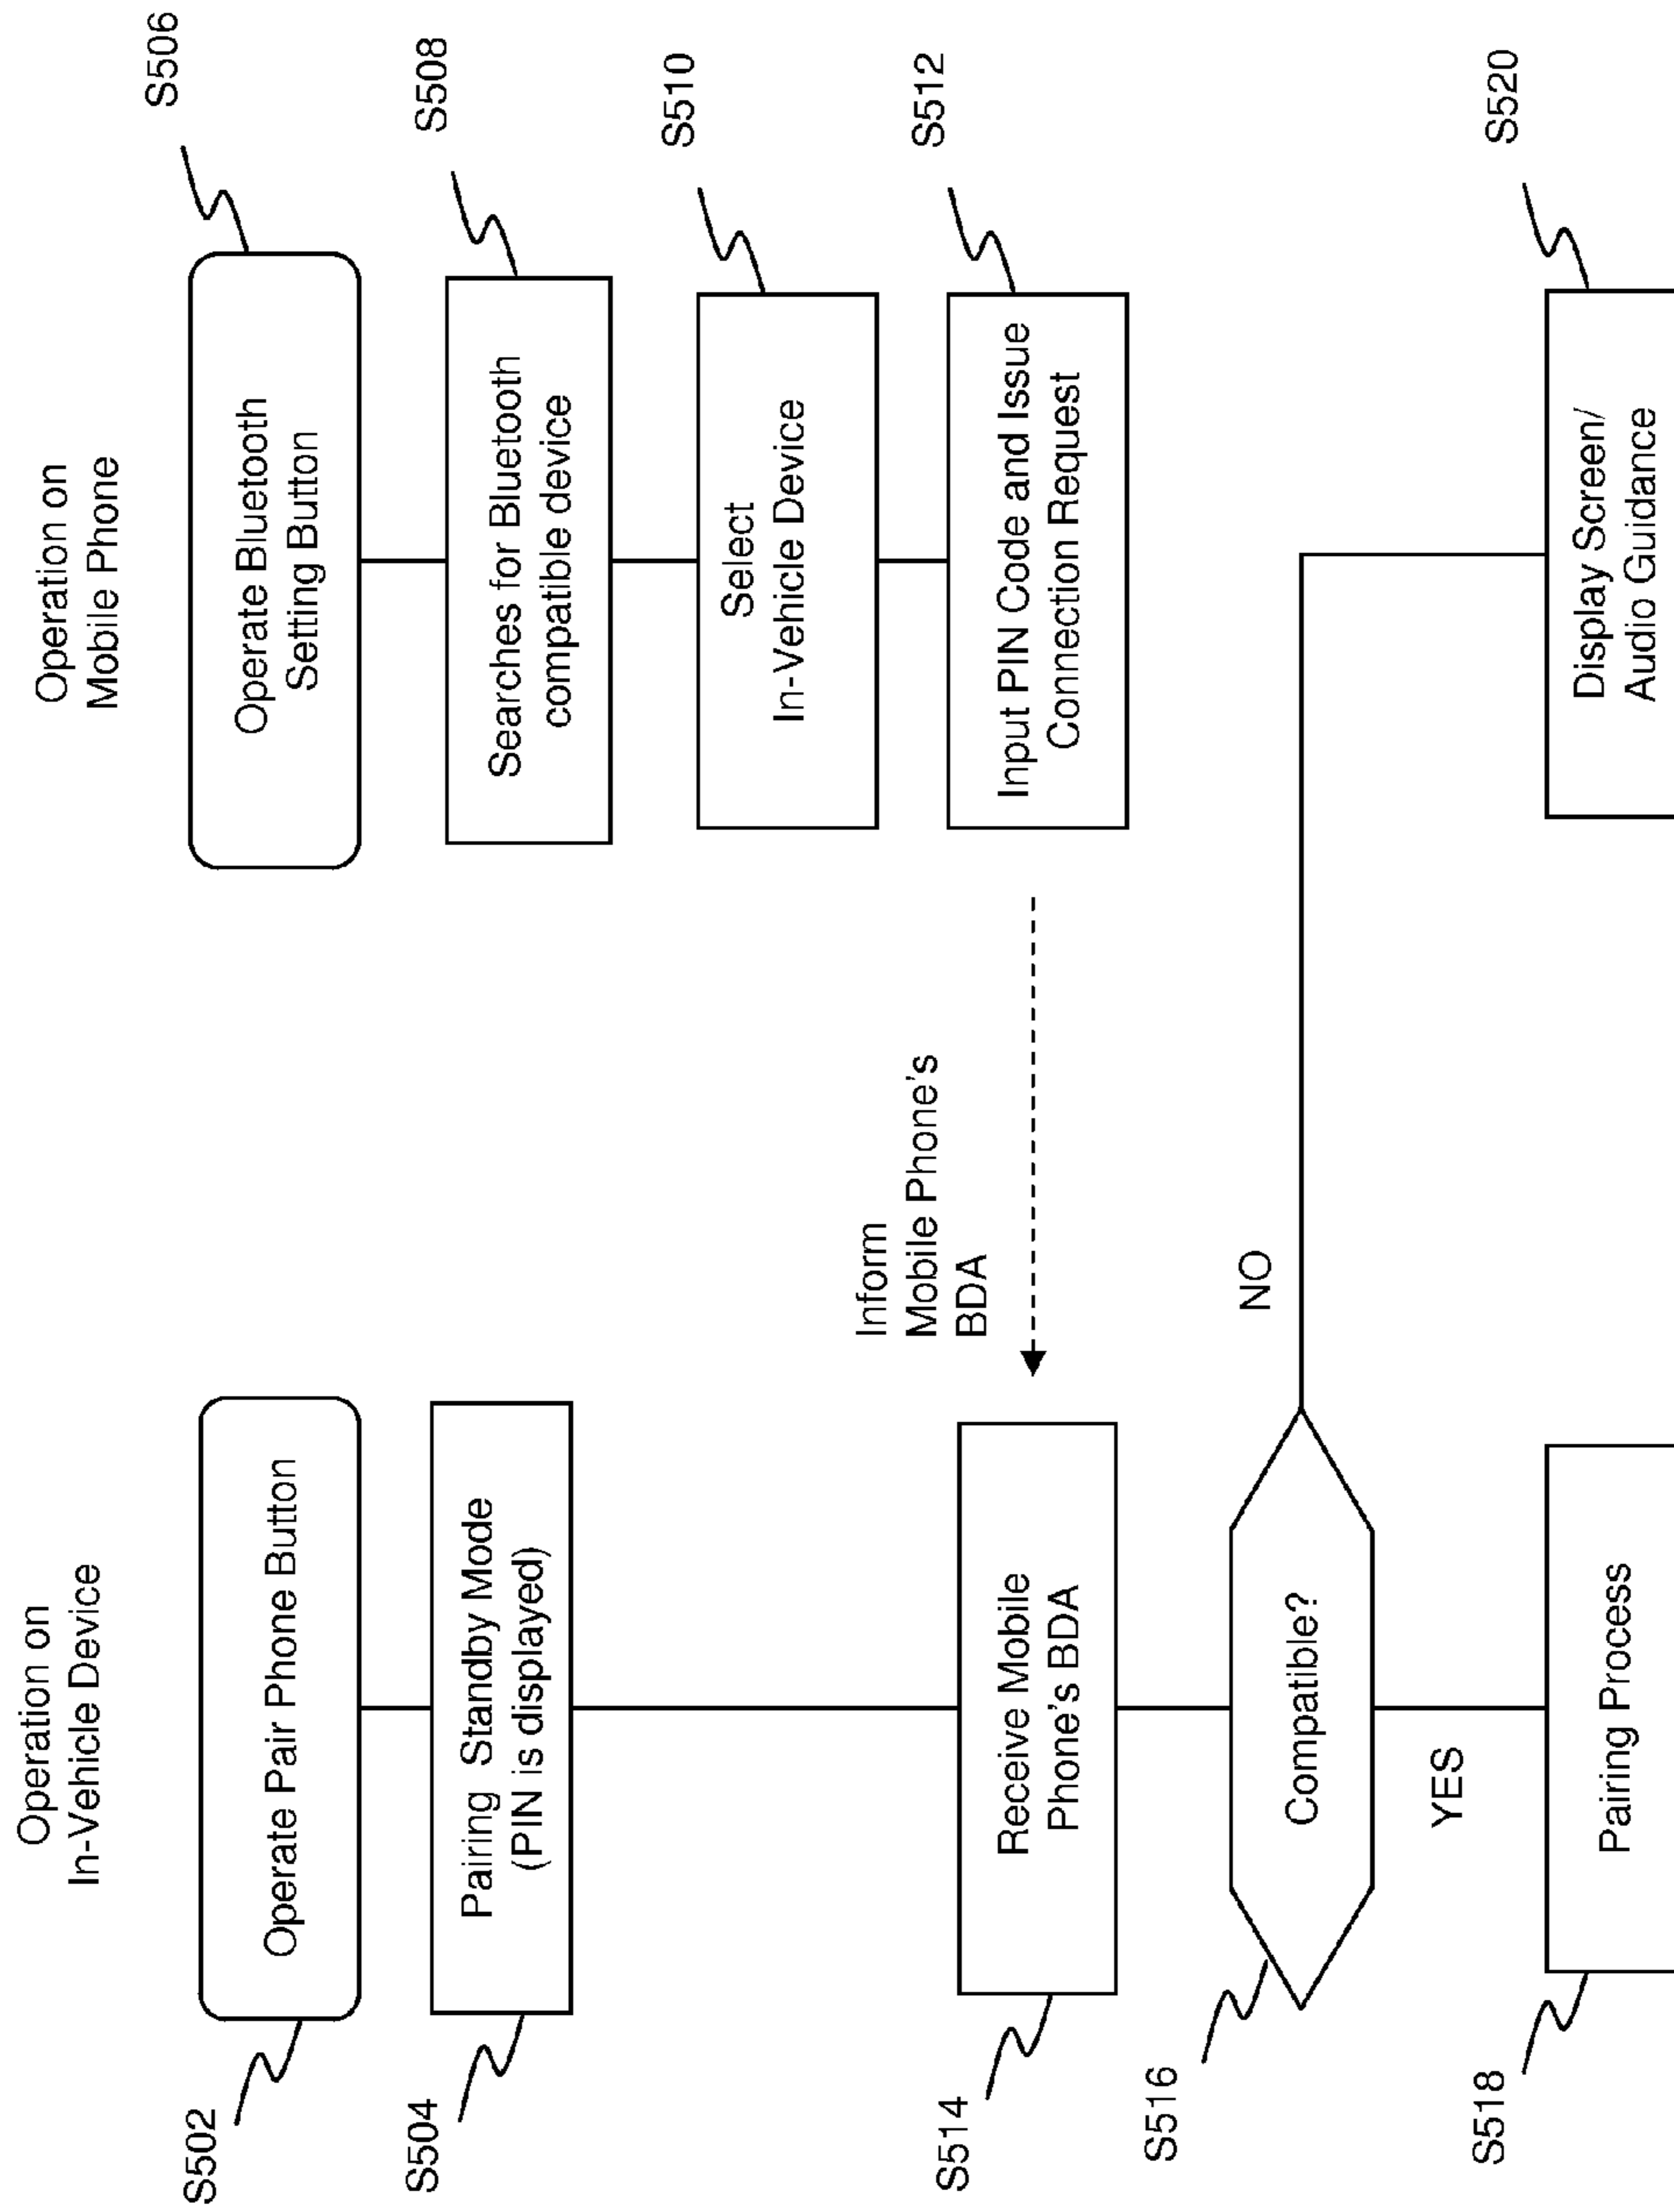 Operation on
In-Vehicle Device
S502
Operate Pair Phone Button
S504
Pairing Standby Mode
(PIN is displayed)
S514
Receive Mobile
Phone's BDA
S516
Compatible?
NO
YES
S518
Pairing Process
Inform
Mobile Phone's
BDA
Operation on
Mobile Phone
Operate Bluetooth
Setting Button
S506
Searches for Bluetooth
compatible device
S508
Select
In-Vehicle Device
S510
Input PIN Code and Issue
Connection Request
S512
Display Screen/
Audio Guidance
S520